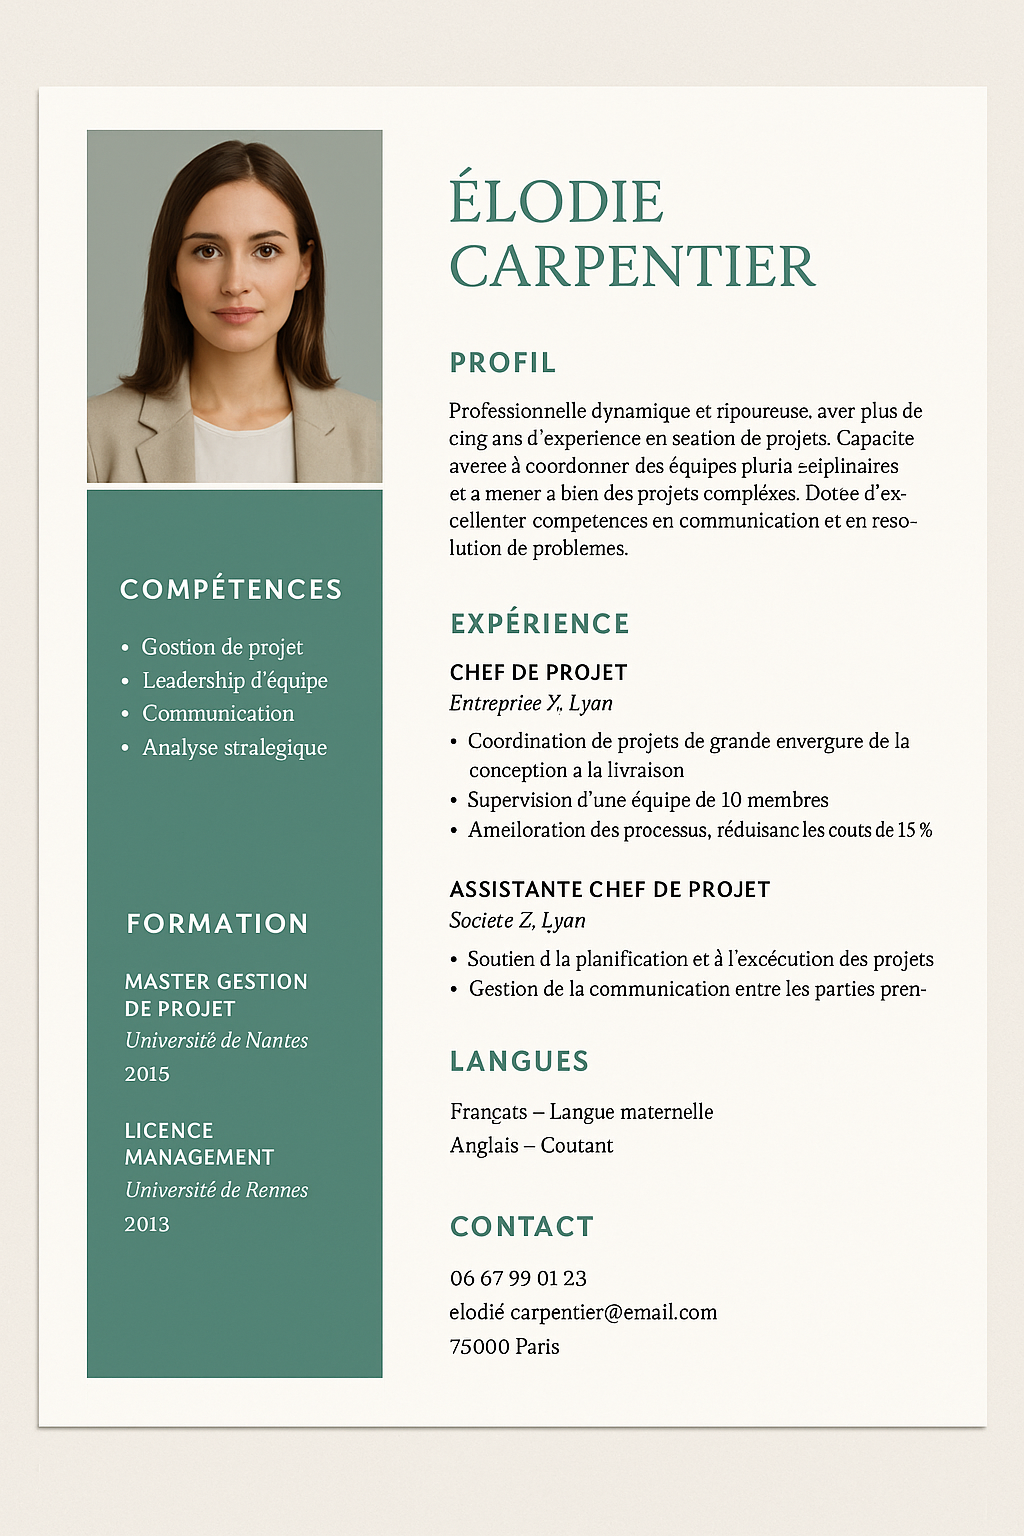 ÉLODIE
CARPENTIER
PROFIL
Professionnelle dynamique et ripoureuse, aver plus de
cing ans d'experience en seation de projets. Capacite
averee à coordonner des équipes pluria eiplinaires
et a mener a bien des projets compléxes. Dotée d'ex-
cellenter competences en communication et en reso-
lution de problemes.
EXPÉRIENCE
CHEF DE PROJET
Entrepriee Y, Lyan
• Coordination de projets de grande envergure de la
conception a la livraison
• Supervision d'une équipe de 10 membres
• Ameiloration des processus, réduisanc les couts de 15 %
ASSISTANTE CHEF DE PROJET
Societe Z, Lyan
• Soutien d la planification et à l'excécution des projets
• Gestion de la communication entre les parties pren-
LANGUES
Françats – Langue maternelle
Anglais – Coutant
CONTACT
06 67 99 01 23
elodié carpentier@email.com
75000 Paris
COMPÉTENCES
• Gostion de projet
• Leadership d'équipe
• Communication
• Analyse stralegique
FORMATION
MASTER GESTION
DE PROJET
Université de Nantes
2015
LICENCE
MANAGEMENT
Université de Rennes
2013